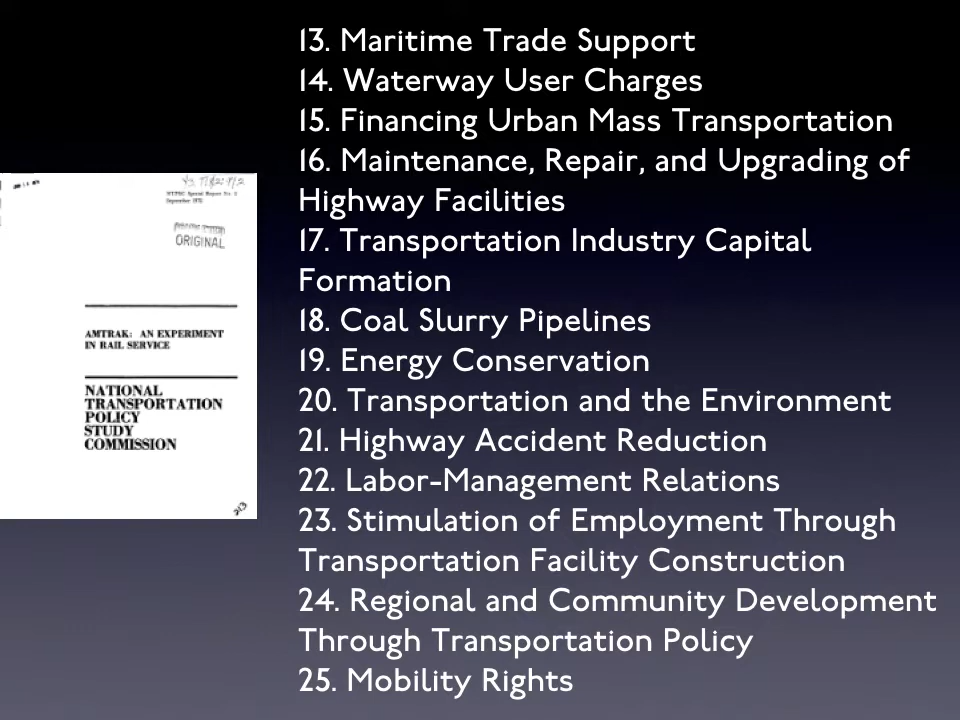 13. Maritime Trade Support
14. Waterway User Charges
15. Financing Urban Mass Transportation
16. Maintenance, Repair, and Upgrading of
Highway Facilities
17. Transportation Industry Capital
Formation
18. Coal Slurry Pipelines
19. Energy Conservation
20. Transportation and the Environment
21. Highway Accident Reduction
22. Labor-Management Relations
23. Stimulation of Employment Through
Transportation Facility Construction
24. Regional and Community Development
Through Transportation Policy
25. Mobility Rights
ORIGINAL
AMTRAK: AN EXPERIMENT
IN RAIL SERVICE
NATIONAL
TRANSPORTATION
POLICY
STUDY
COMMISSION